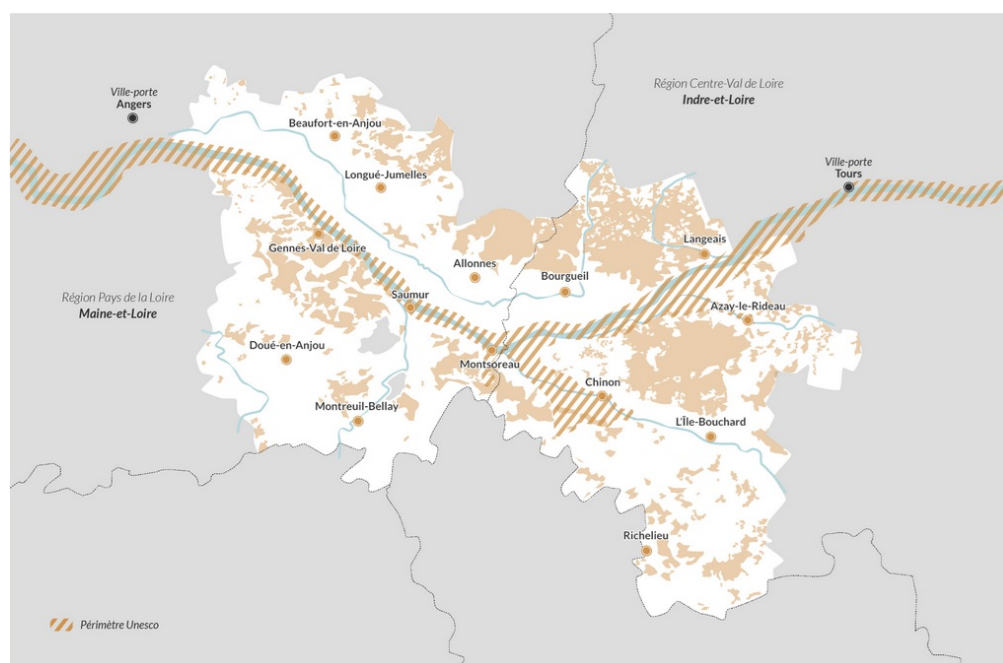 Ville-porte
Angers
Beaufort-en-Anjou
Longué-Jumelles
Gennes-Val de Loire
Région Centre-Val de Loire
Indre-et-Loire
Ville-porte
Tours
Langeais
Allonnes
Bourgueil
Saumur
Azay-le-Rideau
Région Pays de la Loire
Maine-et-Loire
Doué-en-Anjou
Montsoreau
Montreuil-Bellay
Chinon
L'Île-Bouchard
Richelieu
Périmètre Unesco